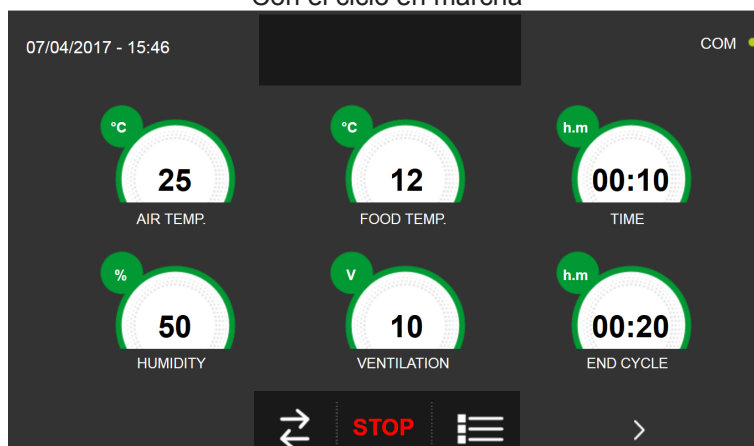 Con el ciclo en marcha
07/04/2017 - 15:46
COM
°C
°C
h.m
25
12
00:10
AIR TEMP.
FOOD TEMP.
TIME
%
V
h.m
50
10
00:20
HUMIDITY
VENTILATION
END CYCLE
STOP